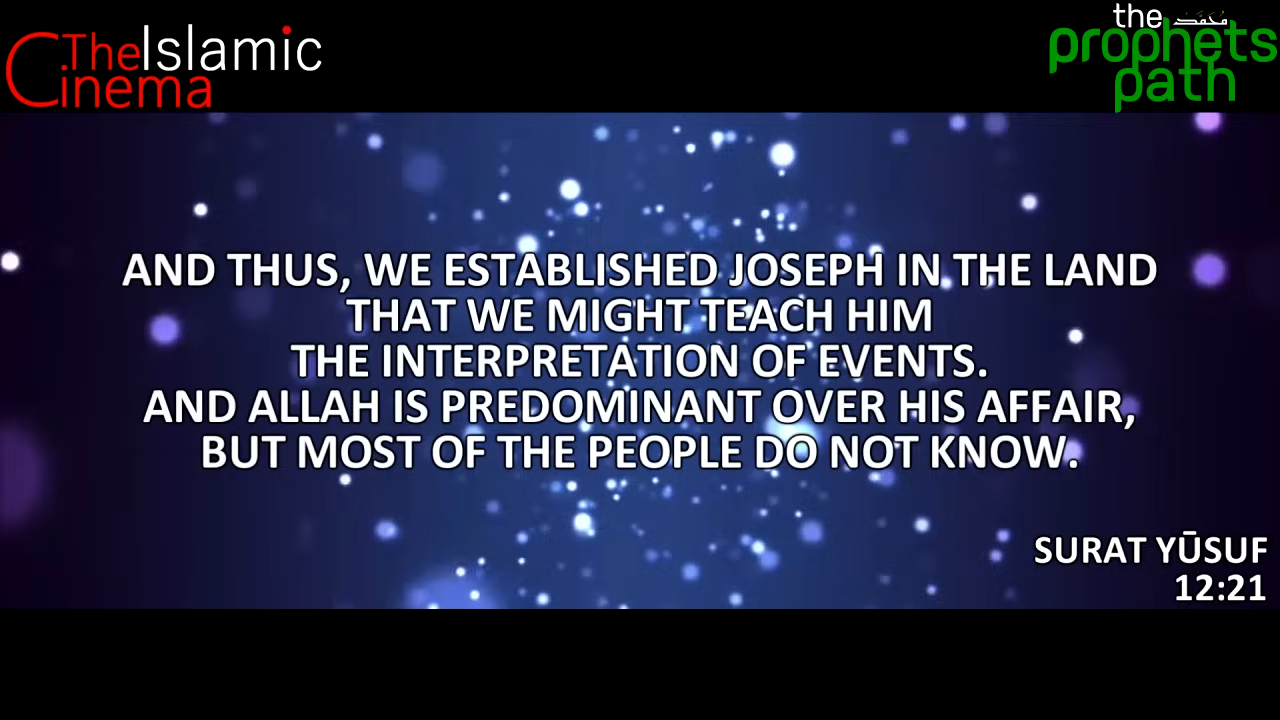 TheIslamic
Cinema
the محمد
prophets
path
AND THUS, WE ESTABLISHED JOSEPH IN THE LAND
THAT WE MIGHT TEACH HIM
THE INTERPRETATION OF EVENTS.
AND ALLAH IS PREDOMINANT OVER HIS AFFAIR,
BUT MOST OF THE PEOPLE DO NOT KNOW.
SURAT YŪSUF
12:21